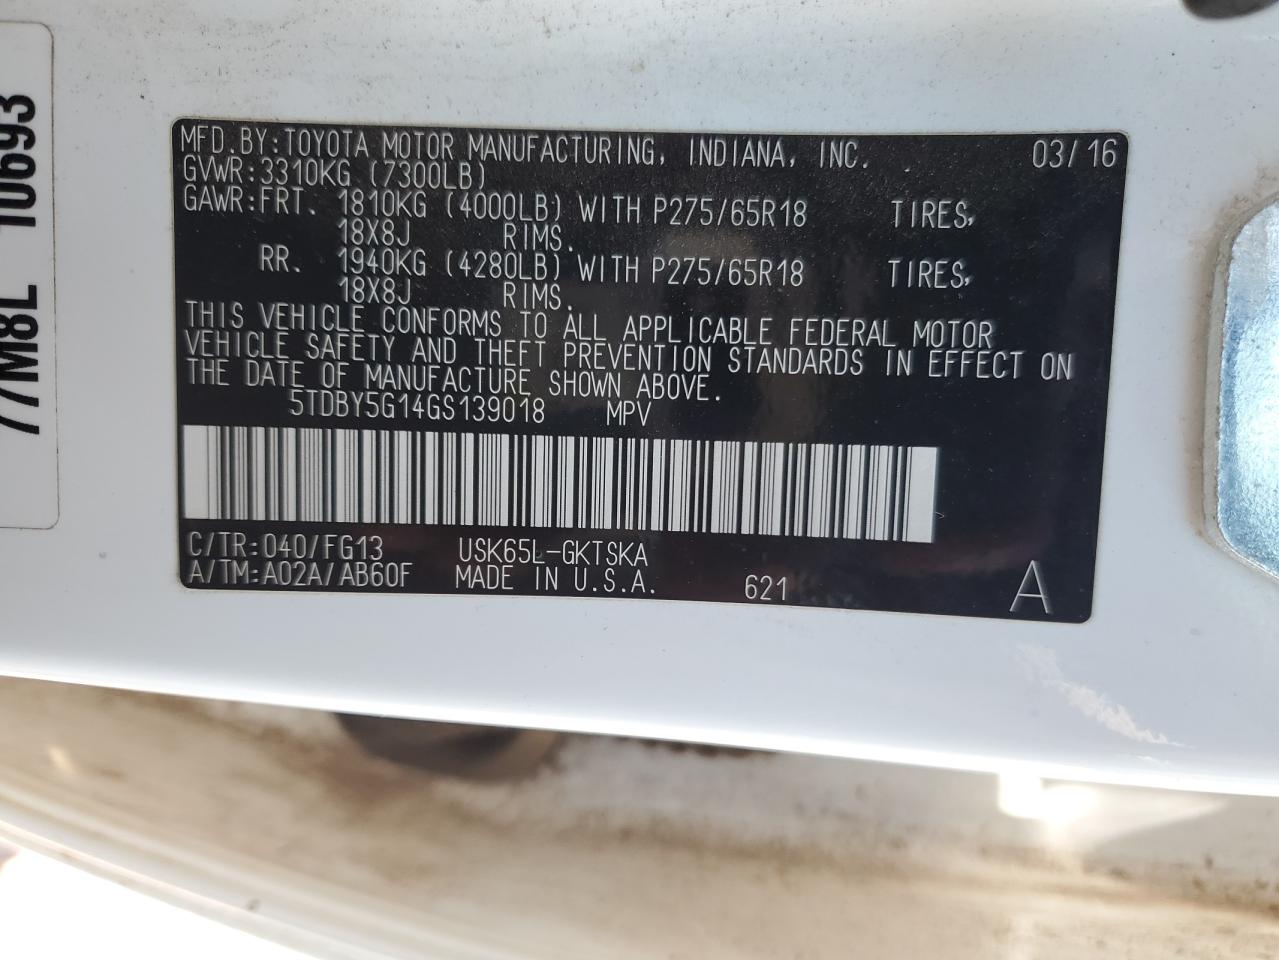 77M8L 10693
MFD.BY:TOYOTA MOTOR MANUFACTURING, INDIANA, INC. 03/16
GVWR:3310KG (7300LB)
GAWR:FRT. 1810KG (4000LB) WITH P275/65R18 TIRES,
18X8J RIMS.
RR. 1940KG (4280LB) WITH P275/65R18 TIRES,
18X8J RIMS.
THIS VEHICLE CONFORMS TO ALL APPLICABLE FEDERAL MOTOR
VEHICLE SAFETY AND THEFT PREVENTION STANDARDS IN EFFECT ON
THE DATE OF MANUFACTURE SHOWN ABOVE.
5TDBY5G14GS139018 MPV
C/TR:040/FG13 USK65L-GKTSKA
A/TM:A02A/AB60F MADE IN U.S.A. 621 A